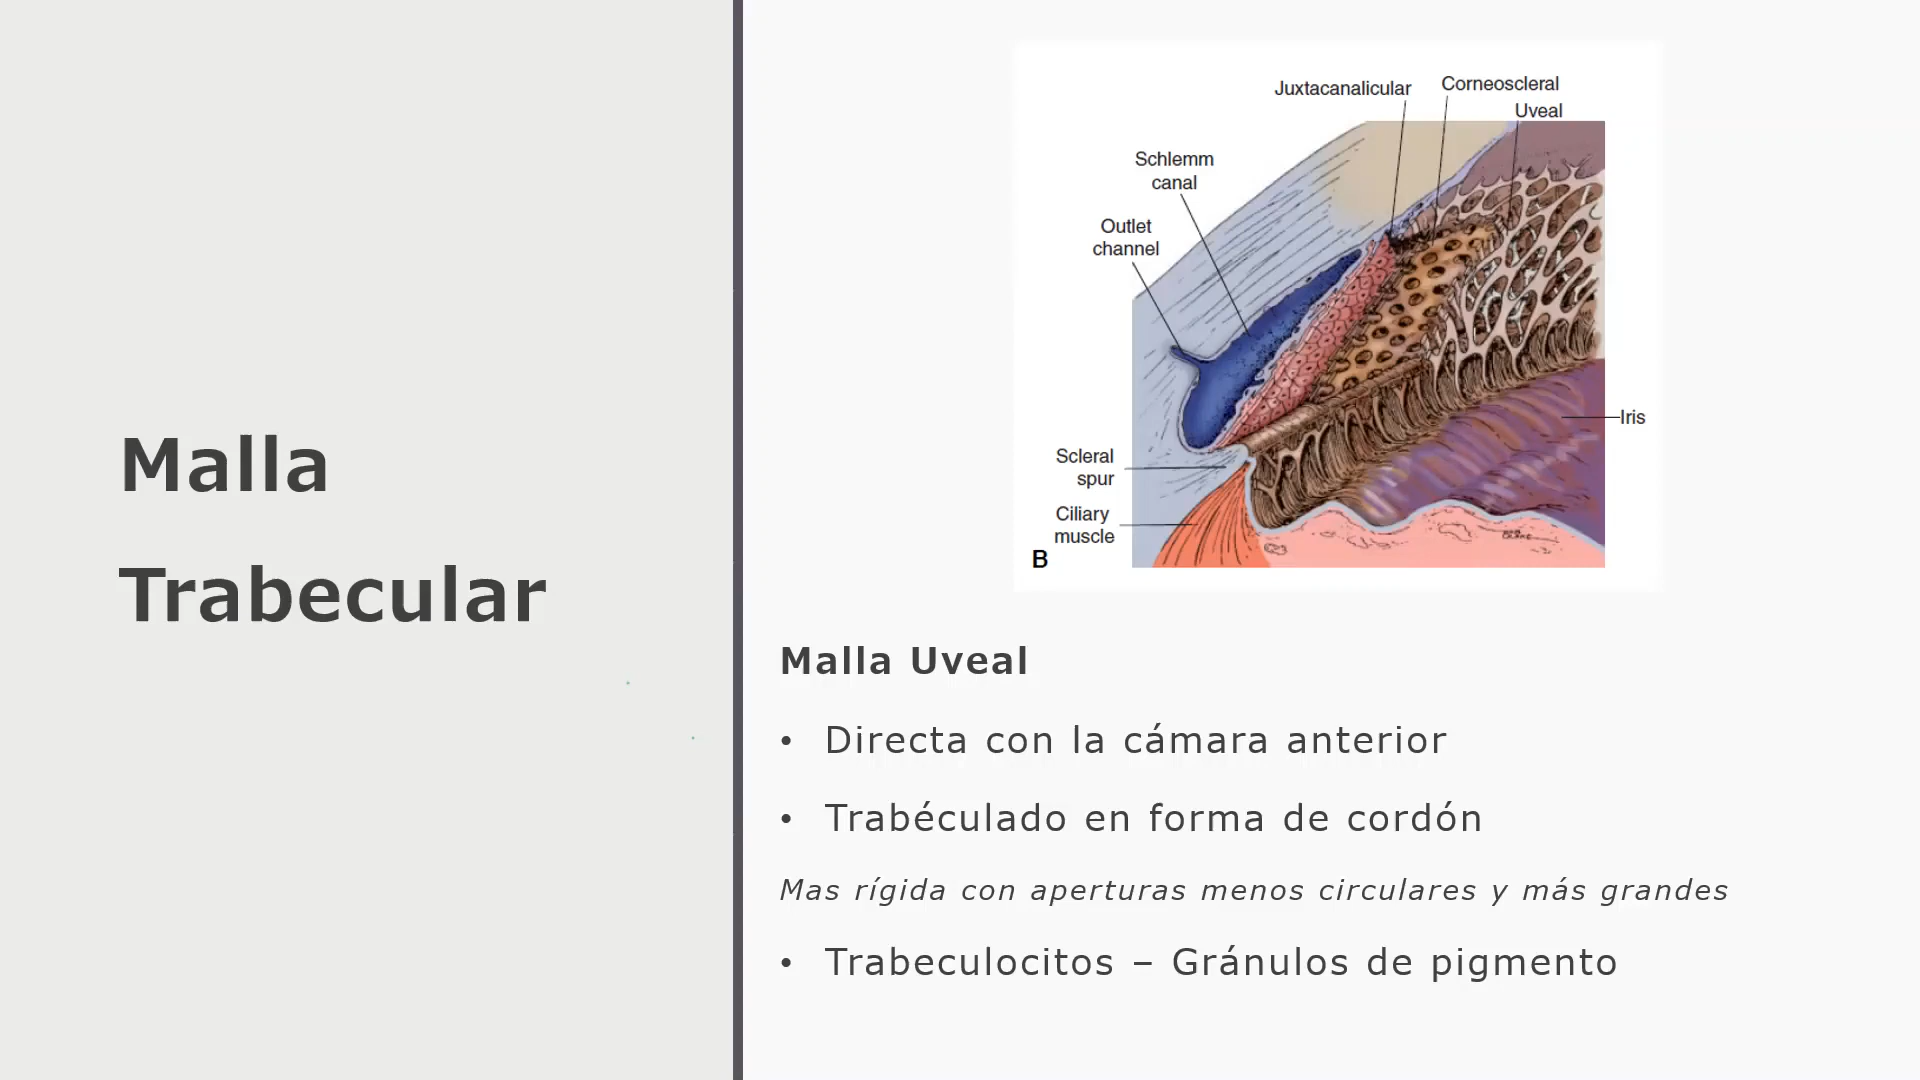 Malla
Trabecular
Juxtacanalicular
Corneoscleral
Uveal
Schlemm
canal
Outlet
channel
Iris
Scleral
spur
Ciliary
muscle
B
Malla Uveal
• Directa con la cámara anterior
• Trabéculado en forma de cordón
Mas rígida con aperturas menos circulares y más grandes
• Trabeculocitos – Gránulos de pigmento